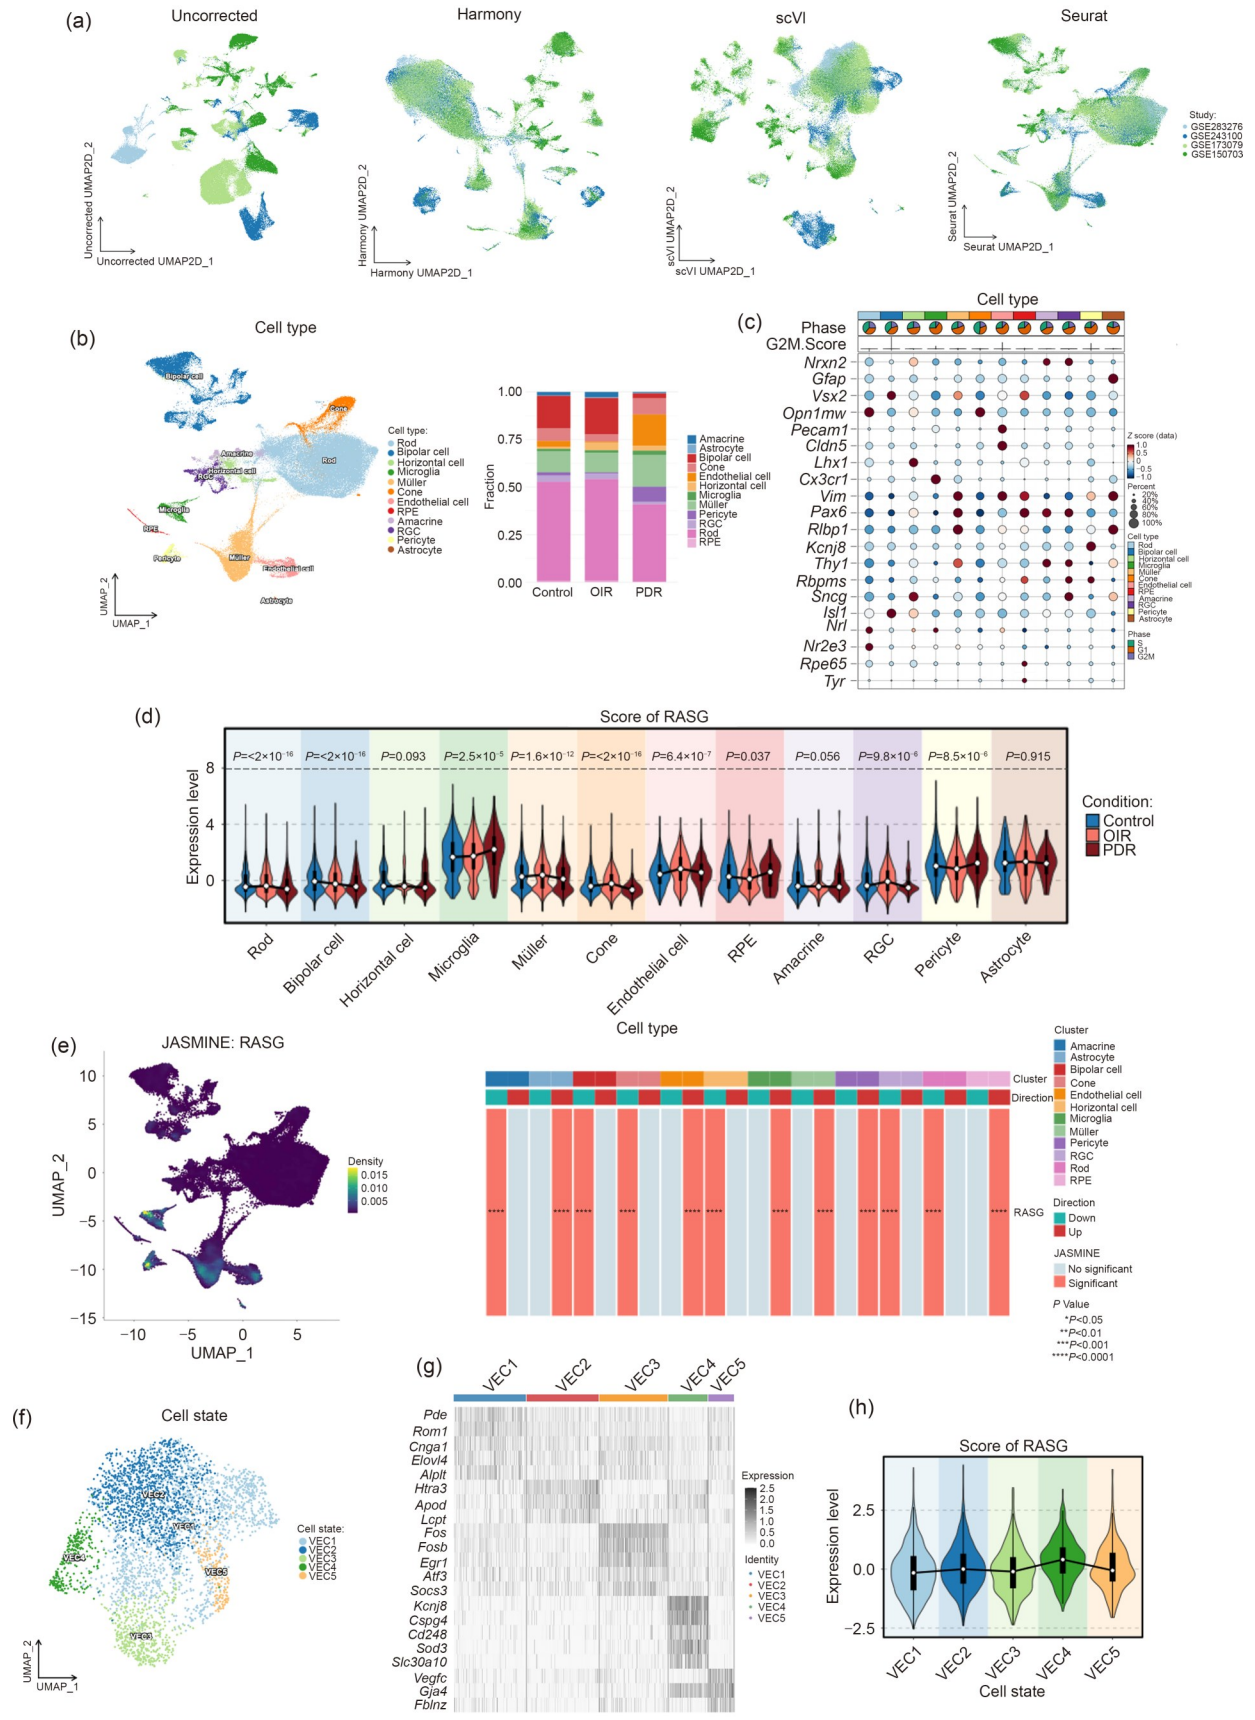 (a)
Uncorrected
Harmony
scVI
Seurat
Uncorrected UMAP2D_2
Uncorrected UMAP2D_1
Harmony UMAP2D_2
Harmony UMAP2D_1
scVI UMAP2D_2
scVI UMAP2D_1
Seurat UMAP2D_2
Seurat UMAP2D_1
Study:
GSE283276
GSE243100
GSE173079
GSE150703
(b)
Cell type
Bipolar cell
Cone
Rod
Amacrine
Horizontal cell
RGC
Microglia
RPE
Pericyte
Müller
Endothelial cell
Astrocyte
UMAP_2
UMAP_1
Cell type:
Rod
Bipolar cell
Horizontal cell
Microglia
Müller
Cone
Endothelial cell
RPE
Amacrine
RGC
Pericyte
Astrocyte
Fraction
1.00
0.75
0.50
0.25
0.00
Control
OIR
PDR
Amacrine
Astrocyte
Bipolar cell
Cone
Endothelial cell
Horizontal cell
Microglia
Müller
Pericyte
RGC
Rod
RPE
(c)
Cell type
Phase
G2M.Score
Nrxn2
Gfap
Vsx2
Opn1mw
Pecam1
Cldn5
Lhx1
Cx3cr1
Vim
Pax6
Rlbp1
Kcnj8
Thy1
Rbpms
Sncg
Isl1
Nrl
Nr2e3
Rpe65
Tyr
Z score (data)
1.0
0.5
0
−0.5
−1.0
Percent
20%
40%
60%
80%
100%
Cell type
Rod
Bipolar cell
Horizontal cell
Microglia
Müller
Cone
Endothelial cell
RPE
Amacrine
RGC
Pericyte
Astrocyte
Phase
S
G1
G2M
(d)
Score of RASG
P=<2×10⁻¹⁶
P=<2×10⁻¹⁶
P=0.093
P=2.5×10⁻⁵
P=1.6×10⁻¹²
P=<2×10⁻¹⁶
P=6.4×10⁻⁷
P=0.037
P=0.056
P=9.8×10⁻⁶
P=8.5×10⁻⁶
P=0.915
Expression level
8
4
0
Rod
Bipolar cell
Horizontal cel
Microglia
Müller
Cone
Endothelial cell
RPE
Amacrine
RGC
Pericyte
Astrocyte
Cell type
Condition:
Control
OIR
PDR
(e)
JASMINE: RASG
UMAP_2
10
5
0
−5
−10
−15
−10
−5
0
5
UMAP_1
Density
0.015
0.010
0.005
Cluster
Direction
RASG
****
****
****
****
****
****
****
****
****
****
****
****
Cluster
Amacrine
Astrocyte
Bipolar cell
Cone
Endothelial cell
Horizontal cell
Microglia
Müller
Pericyte
RGC
Rod
RPE
Direction
Down
Up
JASMINE
No significant
Significant
P Value
*P<0.05
**P<0.01
***P<0.001
****P<0.0001
(f)
Cell state
VEC2
VEC1
VEC4
VEC5
VEC3
UMAP_2
UMAP_1
Cell state:
VEC1
VEC2
VEC3
VEC4
VEC5
(g)
VEC1
VEC2
VEC3
VEC4
VEC5
Pde
Rom1
Cnga1
Elovl4
Alplt
Htra3
Apod
Lcpt
Fos
Fosb
Egr1
Atf3
Socs3
Kcnj8
Cspg4
Cd248
Sod3
Slc30a10
Vegfc
Gja4
Fblnz
Expression
2.5
2.0
1.5
1.0
0.5
0.0
Identity
VEC1
VEC2
VEC3
VEC4
VEC5
(h)
Score of RASG
Expression level
2.5
0.0
−2.5
VEC1
VEC2
VEC3
VEC4
VEC5
Cell state